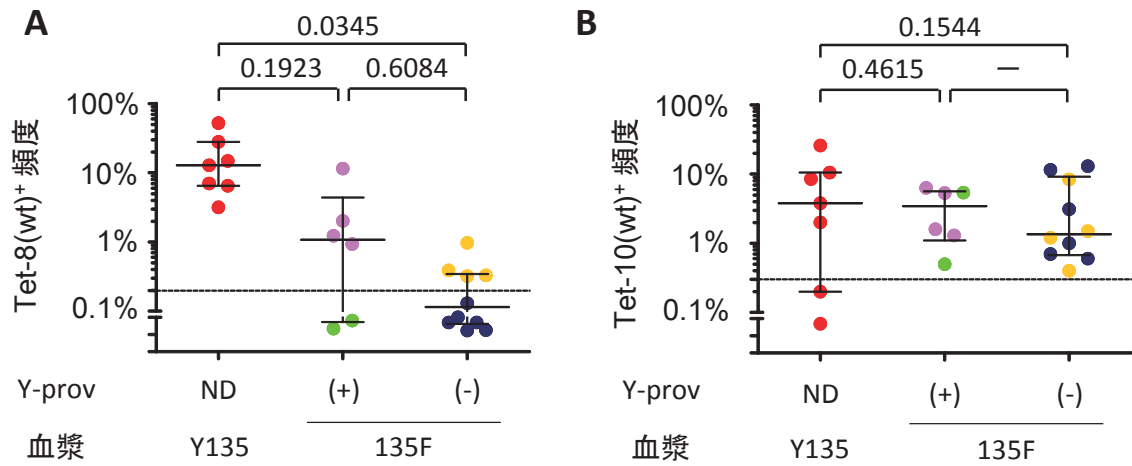 A
0.0345
0.1923 0.6084
Tet-8(wt)⁺ 頻度
100%
10%
1%
0.1%
Y-prov ND (+) (-)
血漿 Y135 135F
B
0.1544
0.4615 —
Tet-10(wt)⁺ 頻度
100%
10%
1%
0.1%
Y-prov ND (+) (-)
血漿 Y135 135F